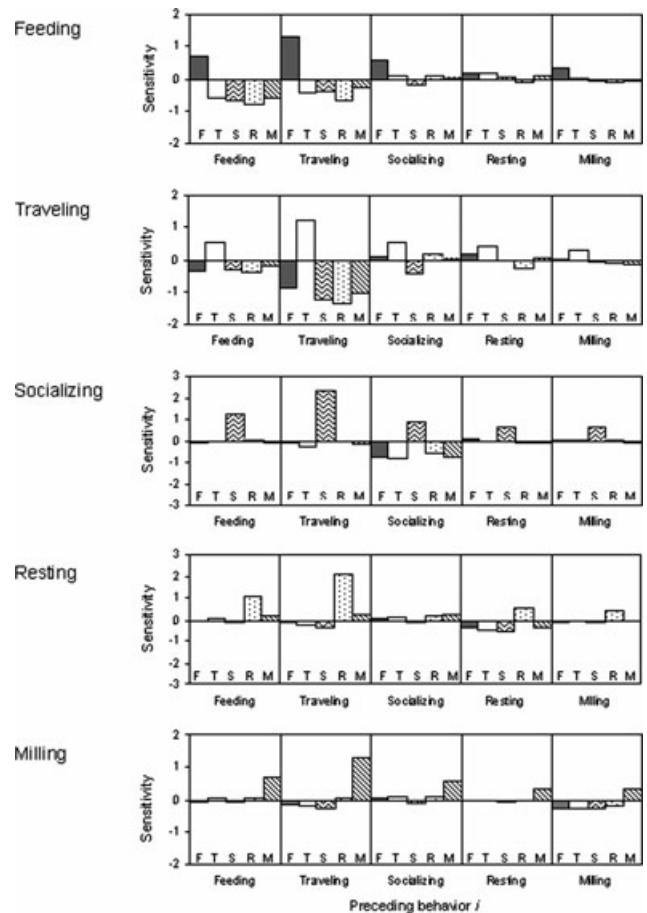 Feeding
Sensitivity
2
1
0
-1
-2
F T S R M F T S R M F T S R M F T S R M F T S R M
Feeding Traveling Socializing Resting Milling
Traveling
Sensitivity
2
1
0
-1
-2
F T S R M F T S R M F T S R M F T S R M F T S R M
Feeding Traveling Socializing Resting Milling
Socializing
Sensitivity
3
2
1
0
-1
-2
-3
F T S R M F T S R M F T S R M F T S R M F T S R M
Feeding Traveling Socializing Resting Milling
Resting
Sensitivity
3
2
1
0
-1
-2
-3
F T S R M F T S R M F T S R M F T S R M F T S R M
Feeding Traveling Socializing Resting Milling
Milling
Sensitivity
2
1
0
-1
-2
F T S R M F T S R M F T S R M F T S R M F T S R M
Feeding Traveling Socializing Resting Milling
Preceding behavior i